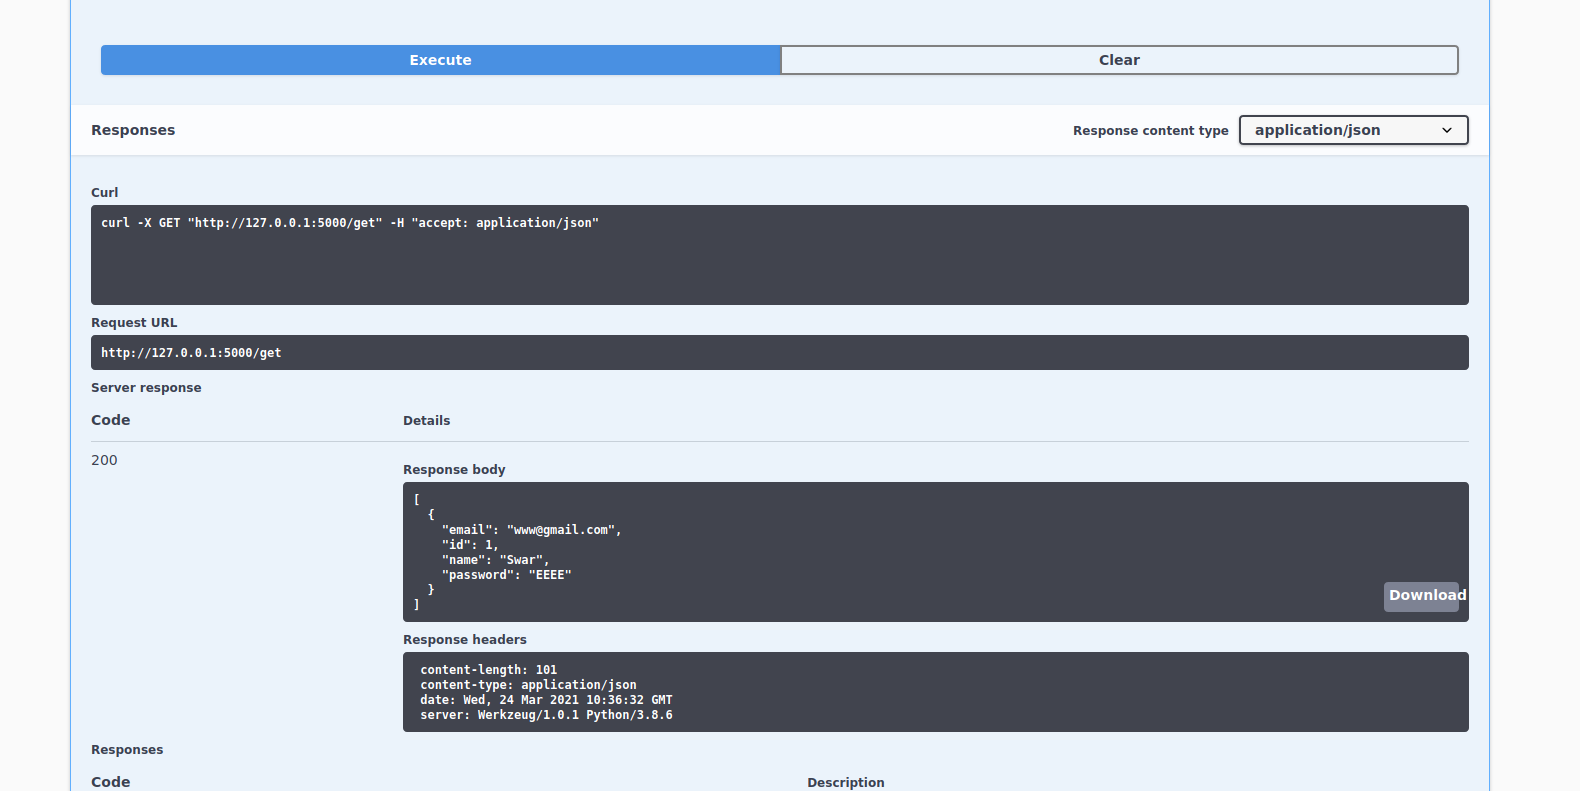 Execute
Clear
Responses
Response content type
application/json
Curl
curl -X GET "http://127.0.0.1:5000/get" -H "accept: application/json"
Request URL
http://127.0.0.1:5000/get
Server response
Code
Details
200
Response body
[
  {
    "email": "www@gmail.com",
    "id": 1,
    "name": "Swar",
    "password": "EEEE"
  }
]
Download
Response headers
content-length: 101
content-type: application/json
date: Wed, 24 Mar 2021 10:36:32 GMT
server: Werkzeug/1.0.1 Python/3.8.6
Responses
Code
Description